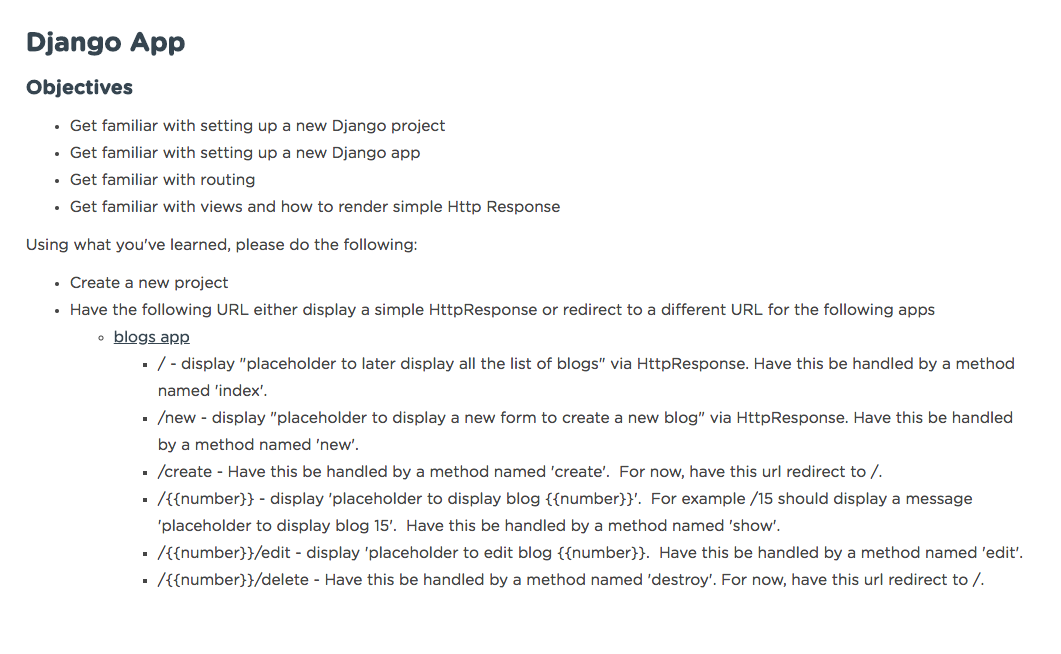 Django App
Objectives
Get familiar with setting up a new Django project
Get familiar with setting up a new Django app
Get familiar with routing
Get familiar with views and how to render simple Http Response
Using what you've learned, please do the following:
Create a new project
Have the following URL either display a simple HttpResponse or redirect to a different URL for the following apps
blogs app
/ - display "placeholder to later display all the list of blogs" via HttpResponse. Have this be handled by a method
named 'index'.
/new - display "placeholder to display a new form to create a new blog" via HttpResponse. Have this be handled
by a method named 'new'.
/create - Have this be handled by a method named 'create'.  For now, have this url redirect to /.
/{{number}} - display 'placeholder to display blog {{number}}'.  For example /15 should display a message
'placeholder to display blog 15'.  Have this be handled by a method named 'show'.
/{{number}}/edit - display 'placeholder to edit blog {{number}}.  Have this be handled by a method named 'edit'.
/{{number}}/delete - Have this be handled by a method named 'destroy'. For now, have this url redirect to /.